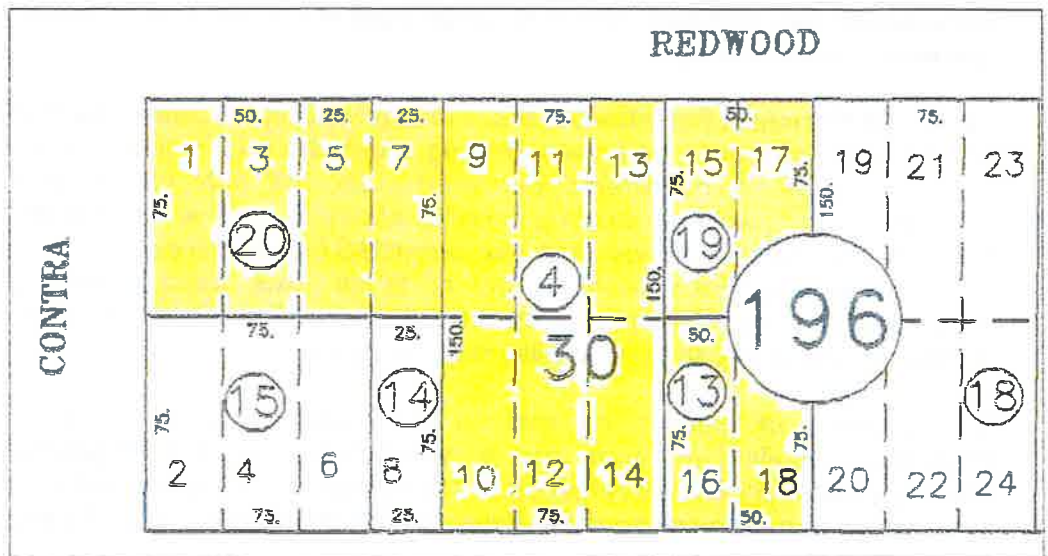 REDWOOD
CONTRA
50. 25. 25. 75. 50. 75.
1 3 5 7 9 11 13 15 17 19 21 23
75. 75. 75. 75. 150.
20 19
4 150.
196
75. 25. 150. 30 50.
15 14 13 18
75. 75. 75. 75.
2 4 6 8 10 12 14 16 18 20 22 24
75. 25. 75. 50.